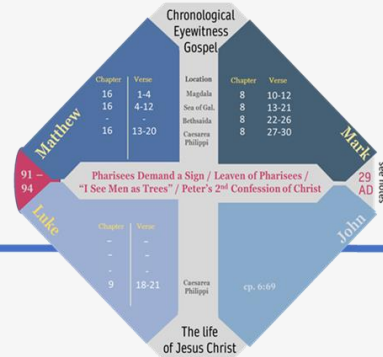 Chronological
Eyewitness
Gospel
Matthew
Chapter Verse
16 1-4
16 4-12
- -
16 13-20
Location
Magdala
Sea of Gal.
Bethsaida
Caesarea
Philippi
Mark
Chapter Verse
8 10-12
8 13-21
8 22-26
8 27-30
91 –
94
Pharisees Demand a Sign / Leaven of Pharisees /
"I See Men as Trees" / Peter's 2nd Confession of Christ
29
AD
see notes
Luke
Chapter Verse
- -
- -
- -
9 18-21
Caesarea
Philippi
John
cp. 6:69
The life
of Jesus Christ